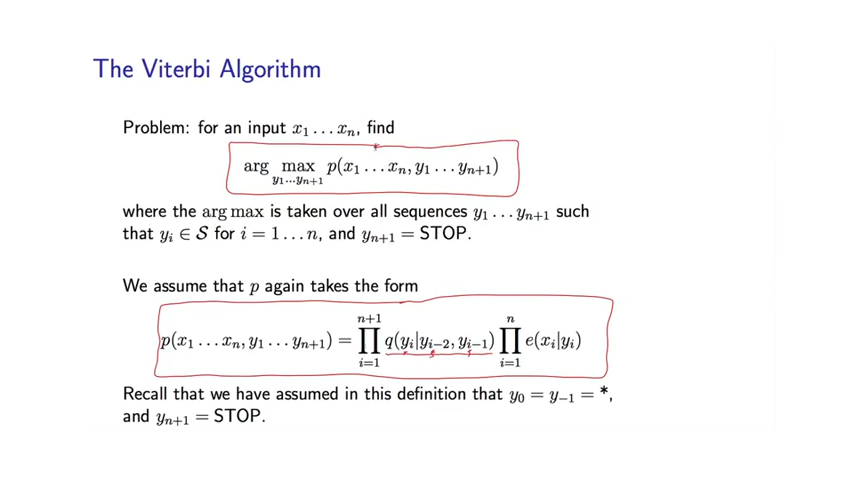 The Viterbi Algorithm
Problem: for an input x₁ … xₙ, find
arg max p(x₁ … xₙ, y₁ … yₙ₊₁)
y₁…yₙ₊₁
where the arg max is taken over all sequences y₁ … yₙ₊₁ such
that yᵢ ∈ 𝒮 for i = 1 … n, and yₙ₊₁ = STOP.
We assume that p again takes the form
p(x₁ … xₙ, y₁ … yₙ₊₁) = ∏ᵢ₌₁ⁿ⁺¹ q(yᵢ|yᵢ₋₂, yᵢ₋₁) ∏ᵢ₌₁ⁿ e(xᵢ|yᵢ)
Recall that we have assumed in this definition that y₀ = y₋₁ = *,
and yₙ₊₁ = STOP.